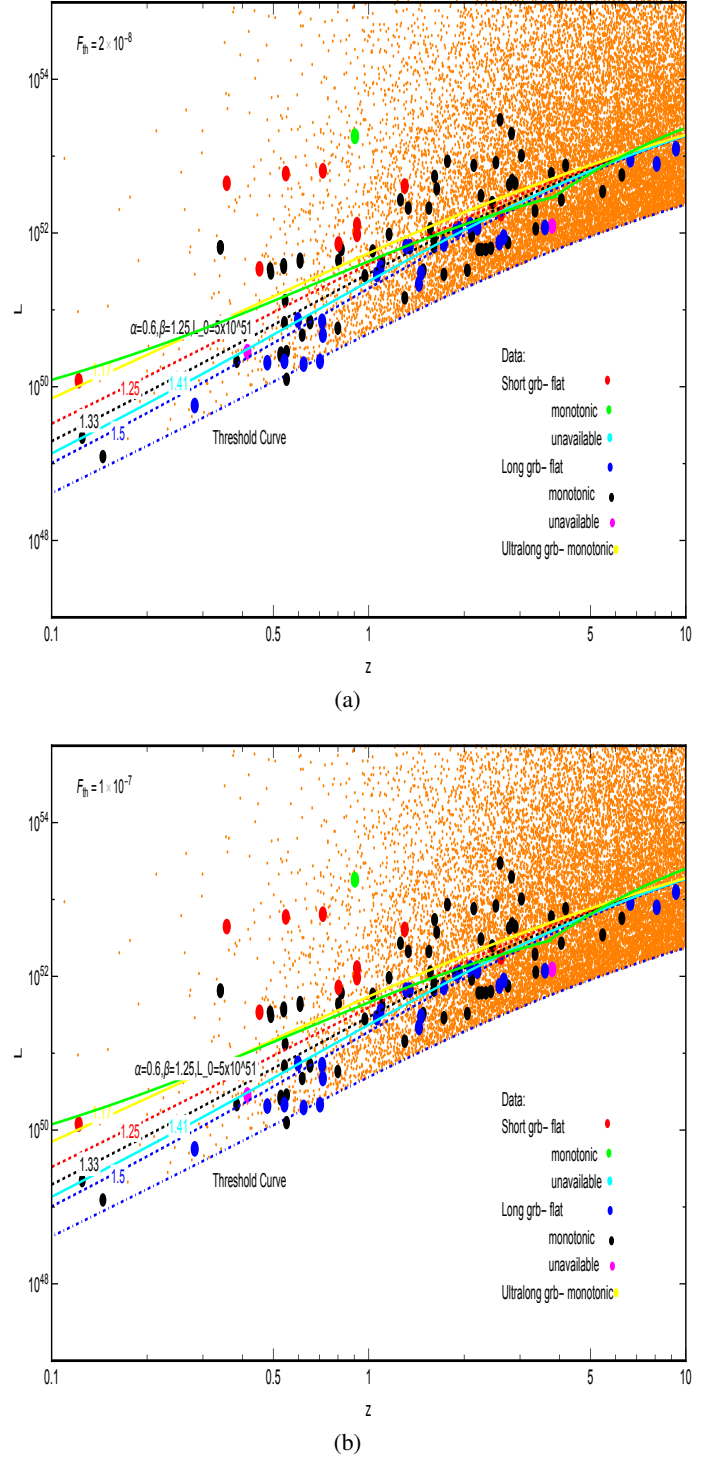 F_th = 2×10^-8
10^54
10^52
L
α=0.6,β=1.25,L_0=5x10^51
1.17
10^50
1.25
1.41
1.33
1.5
Threshold Curve
10^48
Data:
Short grb- flat
monotonic
unavailable
Long grb- flat
monotonic
unavailable
Ultralong grb- monotonic
0.1 0.5 1 5 10
z
(a)
F_th = 1×10^-7
10^54
10^52
L
α=0.6,β=1.25,L_0=5x10^51
10^50
1.25
1.41
1.33
1.5
Threshold Curve
10^48
Data:
Short grb- flat
monotonic
unavailable
Long grb- flat
monotonic
unavailable
Ultralong grb- monotonic
0.1 0.5 1 5 10
z
(b)